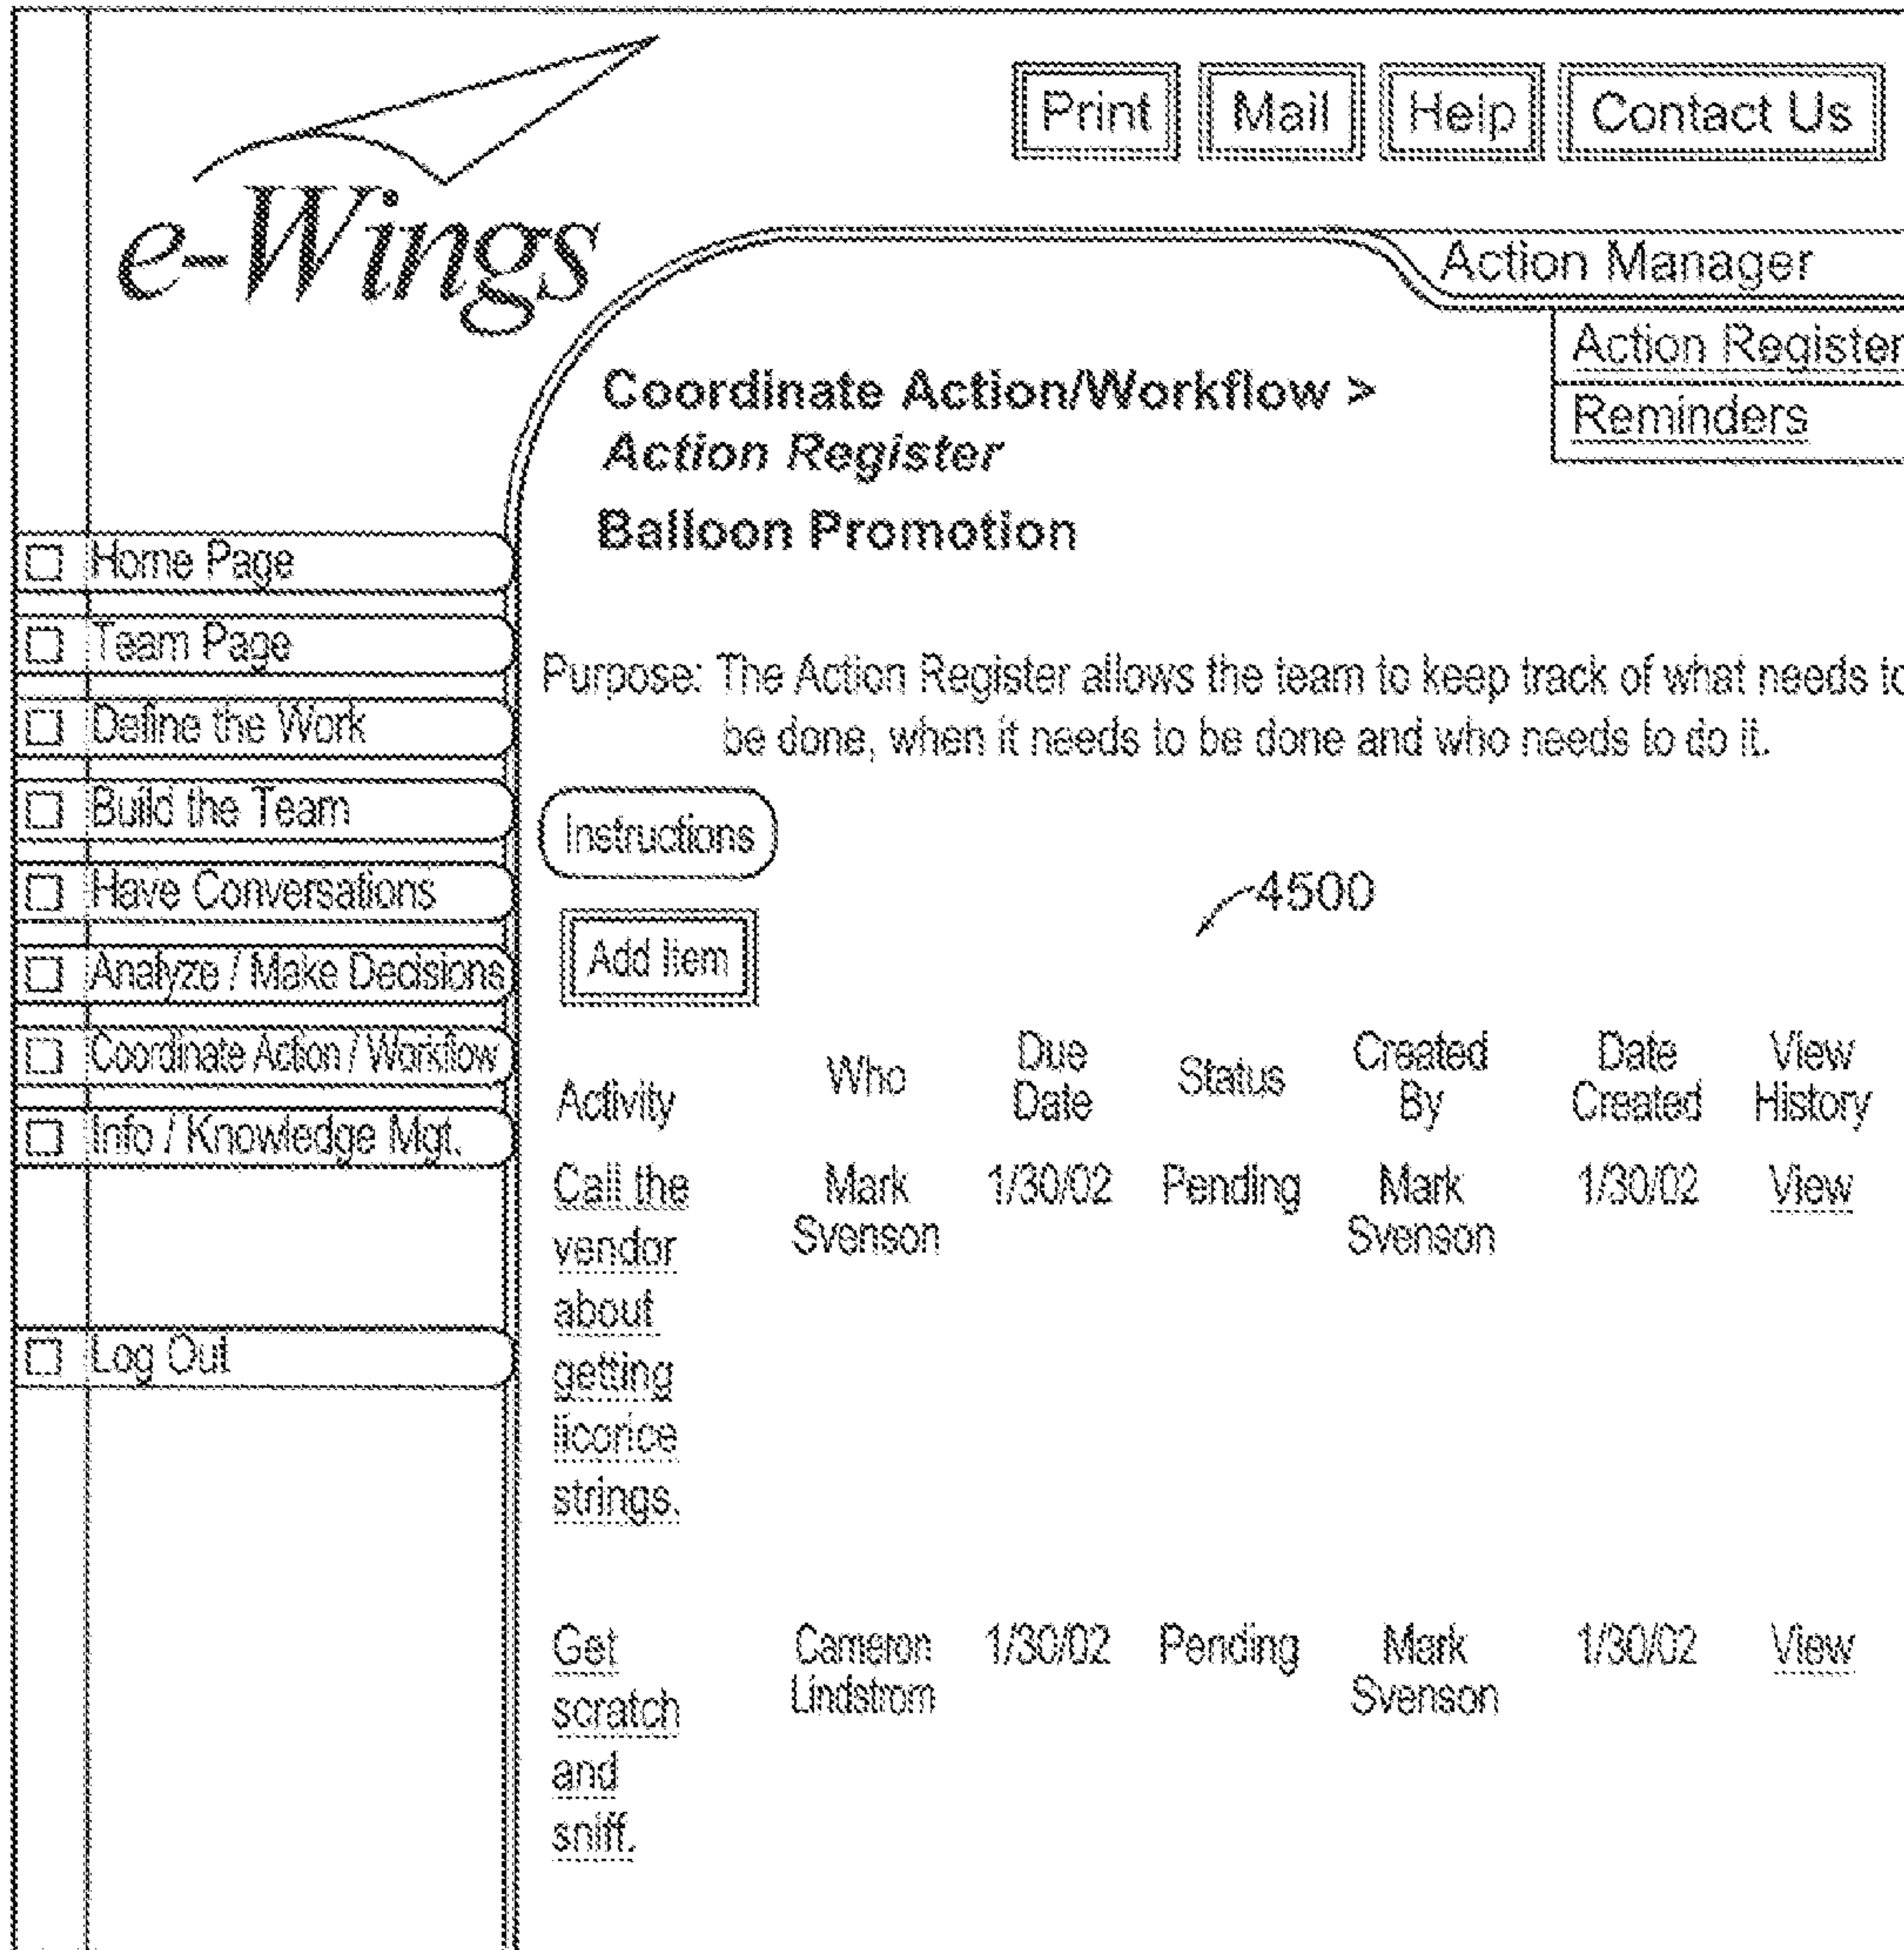 Print Mail Help Contact Us
e-Wings
Action Manager
Action Register
Reminders
Coordinate Action/Workflow >
Action Register
Balloon Promotion
Home Page
Team Page
Define the Work
Build the Team
Have Conversations
Analyze / Make Decisions
Coordinate Action / Workflow
Info / Knowledge Mgt.
Log Out
Purpose: The Action Register allows the team to keep track of what needs to
be done, when it needs to be done and who needs to do it.
Instructions
4500
Add Item
Activity Who Due Date Status Created By Date Created View History
Call the Mark 1/30/02 Pending Mark 1/30/02 View
vendor Svenson Svenson
about
getting
licorice
strings.
Get Cameron 1/30/02 Pending Mark 1/30/02 View
scratch Lindstrom Svenson
and
sniff.